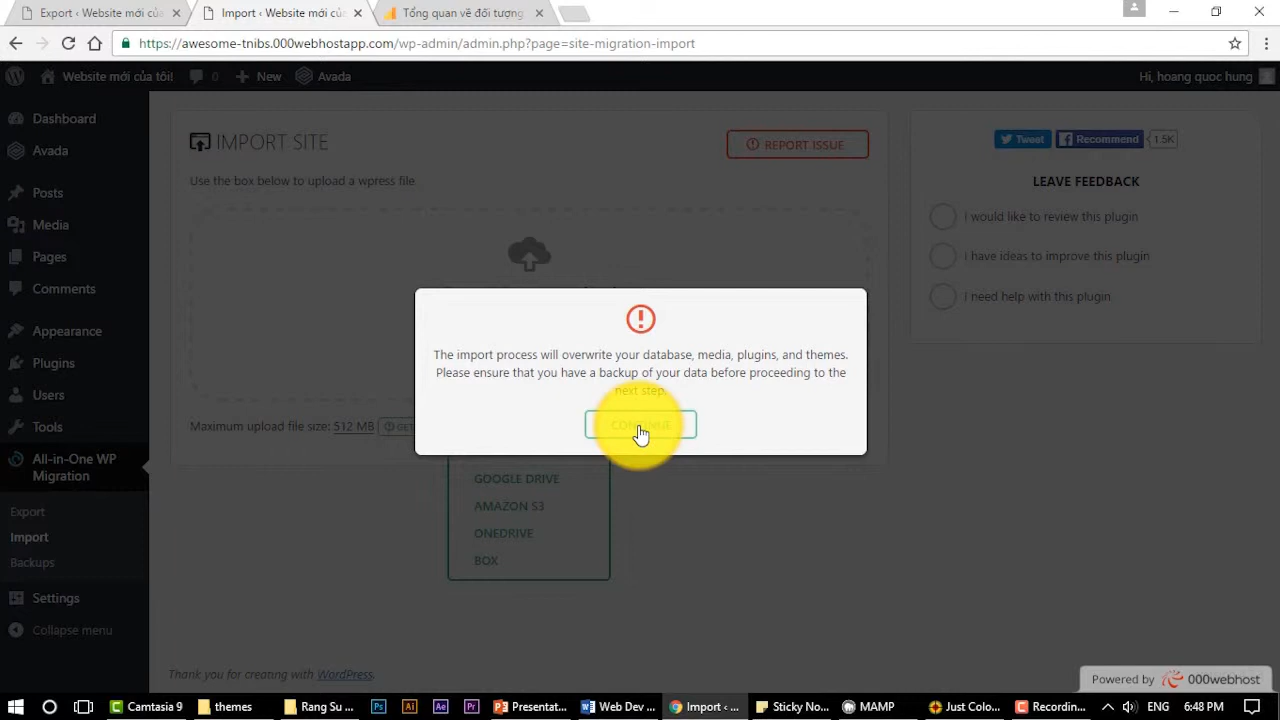 Export ‹ Website mới củ
Import ‹ Website mới củ
Tổng quan về đối tượng
https://awesome-tnibs.000webhostapp.com/wp-admin/admin.php?page=site-migration-import
Website mới của tôi!
0
New
Avada
Hi, hoang quoc hung
Dashboard
Avada
Posts
Media
Pages
Comments
Appearance
Plugins
Users
Tools
All-in-One WP
Migration
Export
Import
Backups
Settings
Collapse menu
IMPORT SITE
REPORT ISSUE
Use the box below to upload a wpress file.
Maximum upload file size: 512 MB
GET
The import process will overwrite your database, media, plugins, and themes.
Please ensure that you have a backup of your data before proceeding to the
next step.
CONTINUE
GOOGLE DRIVE
AMAZON S3
ONEDRIVE
BOX
Tweet
Recommend
1.5K
LEAVE FEEDBACK
I would like to review this plugin
I have ideas to improve this plugin
I need help with this plugin
Thank you for creating with WordPress.
Powered by 000webhost
Camtasia 9
themes
Rang Su ...
Ps
Ai
Ae
Pr
Presentat...
Web Dev ...
Import ‹ ...
Sticky No...
MAMP
Just Colo...
Recording...
ENG
6:48 PM